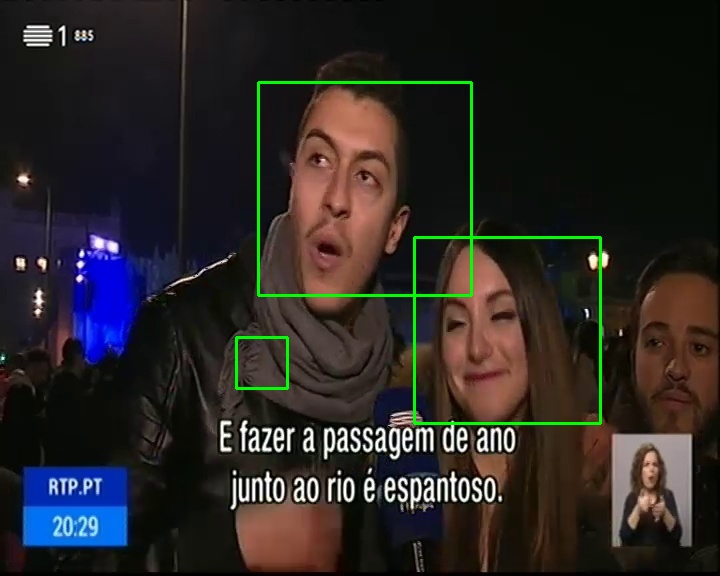 1 885
E fazer a passagem de ano
junto ao rio é espantoso.
RTP.PT
20:29